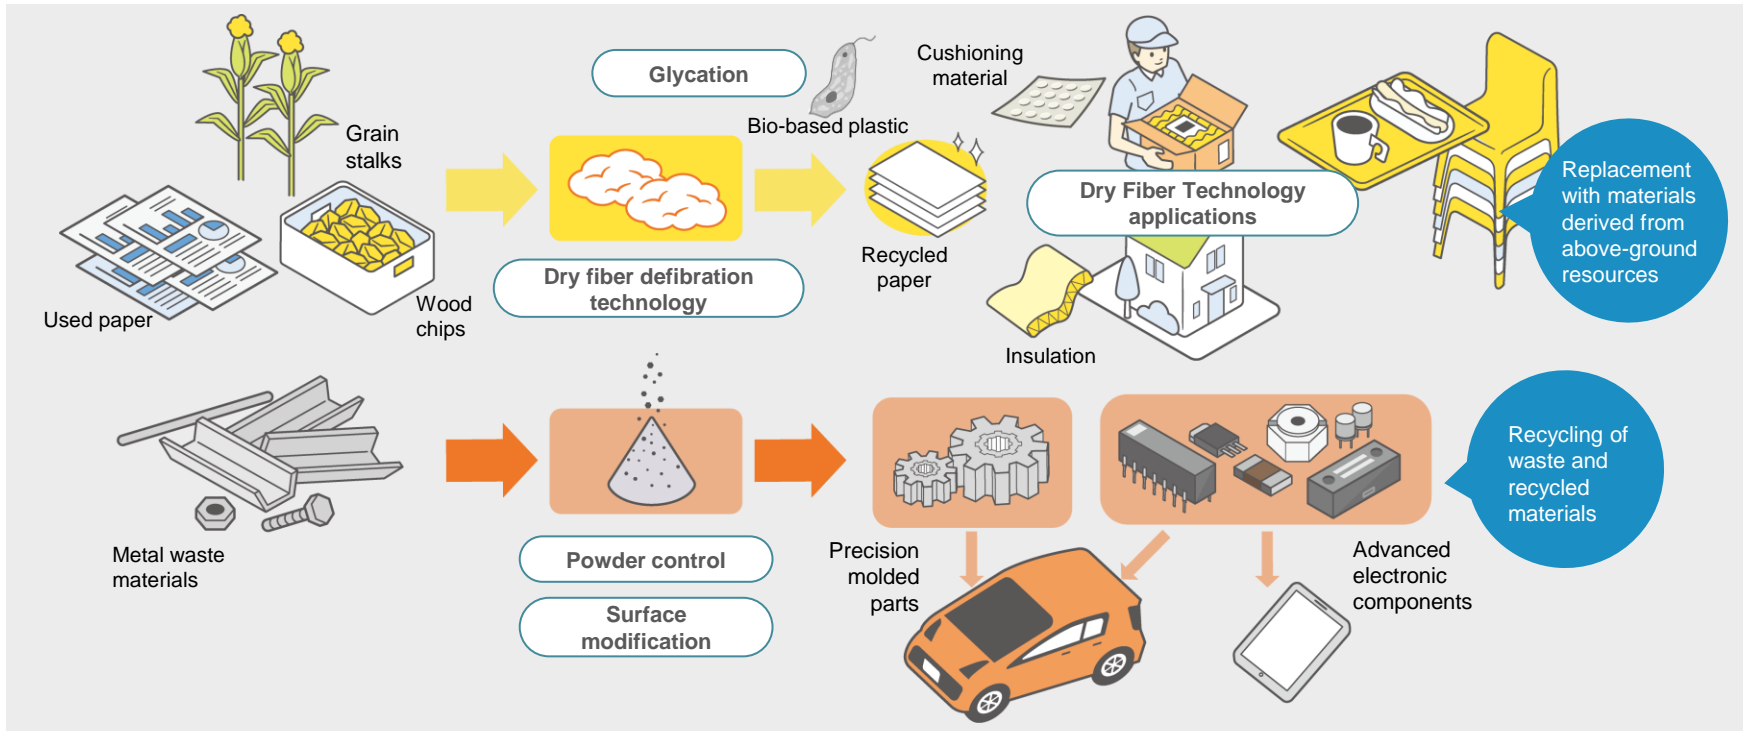 Grain
stalks
Used paper
Wood
chips
Glycation
Bio-based plastic
Dry fiber defibration
technology
Recycled
paper
Cushioning
material
Dry Fiber Technology
applications
Insulation
Replacement
with materials
derived from
above-ground
resources
Metal waste
materials
Powder control
Surface
modification
Precision
molded
parts
Advanced
electronic
components
Recycling of
waste and
recycled
materials